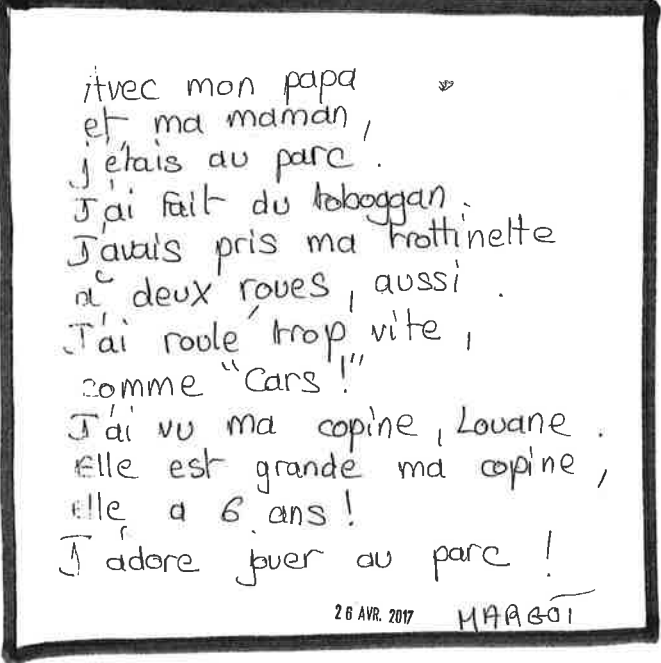 Avec mon papa
et ma maman,
j'étais au parc.
J'ai fait du toboggan.
J'avais pris ma trottinette
à deux roues, aussi.
J'ai roulé trop vite,
comme "Cars!"
J'ai vu ma copine, Louane.
Elle est grande ma copine,
elle a 6 ans!
J'adore jouer au parc!
26 AVR. 2017 MARGOT